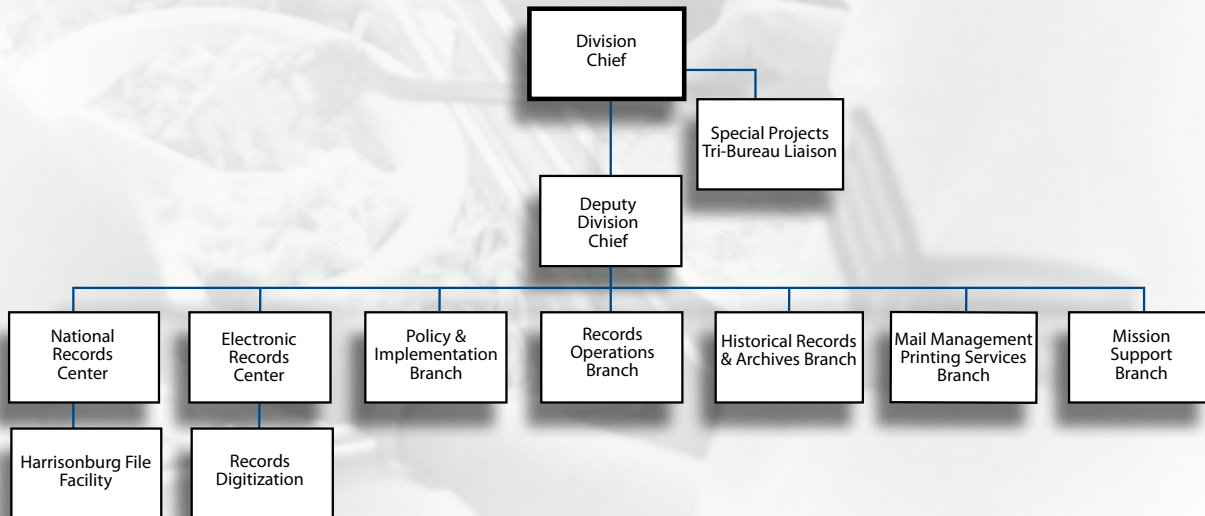 Division
Chief
Special Projects
Tri-Bureau Liaison
Deputy
Division
Chief
National
Records
Center
Electronic
Records
Center
Policy &
Implementation
Branch
Records
Operations
Branch
Historical Records
& Archives Branch
Mail Management
Printing Services
Branch
Mission
Support
Branch
Harrisonburg File
Facility
Records
Digitization